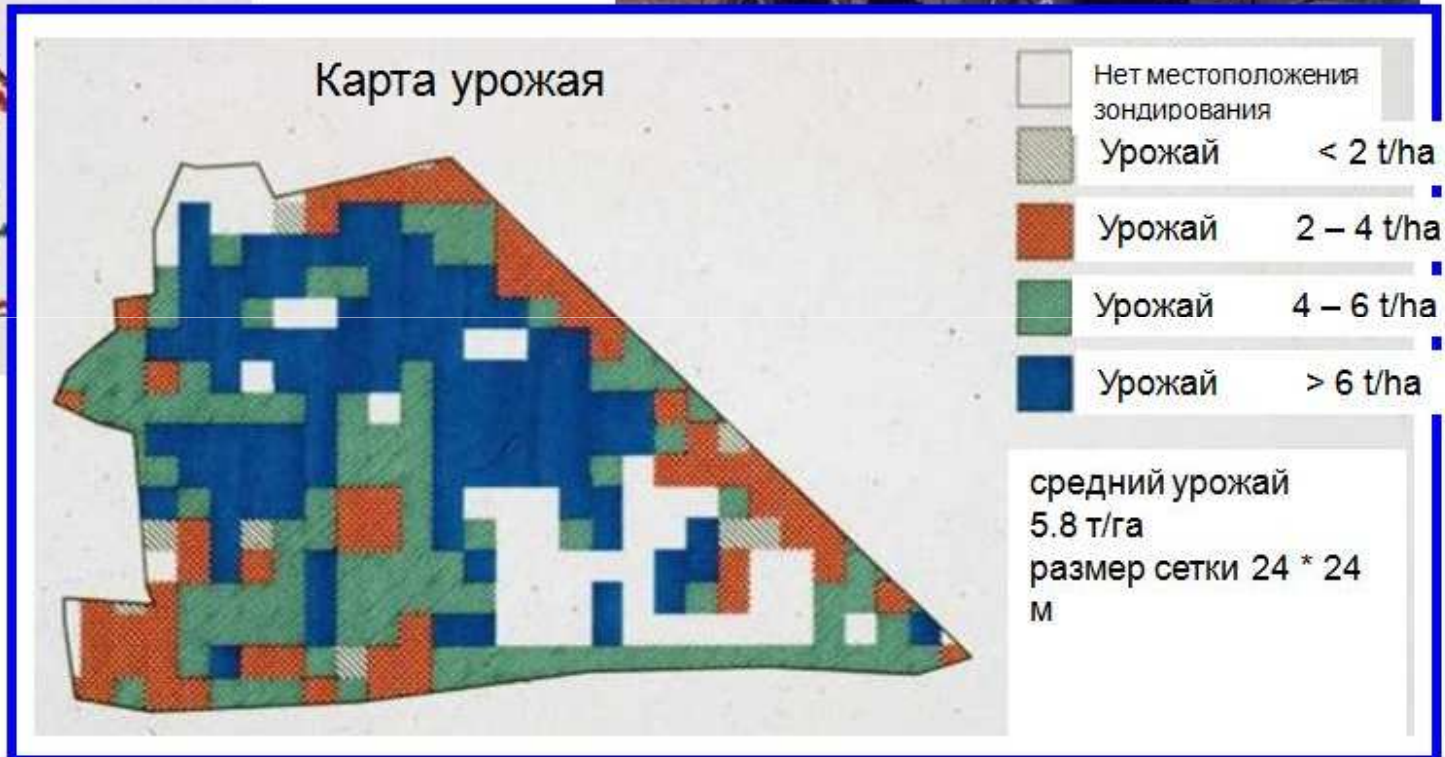 Карта урожая
Нет местоположения
зондирования
Урожай < 2 t/ha
Урожай 2 – 4 t/ha
Урожай 4 – 6 t/ha
Урожай > 6 t/ha
средний урожай
5.8 т/га
размер сетки 24 * 24
м